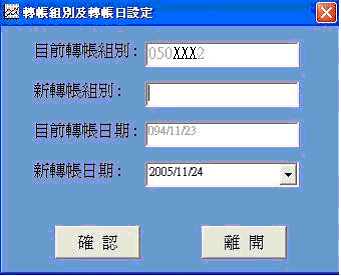 轉帳組別及轉帳日設定
目前轉帳組別： 050XXX2
新轉帳組別：
目前轉帳日期： 094/11/23
新轉帳日期： 2005/11/24
確 認 離 開